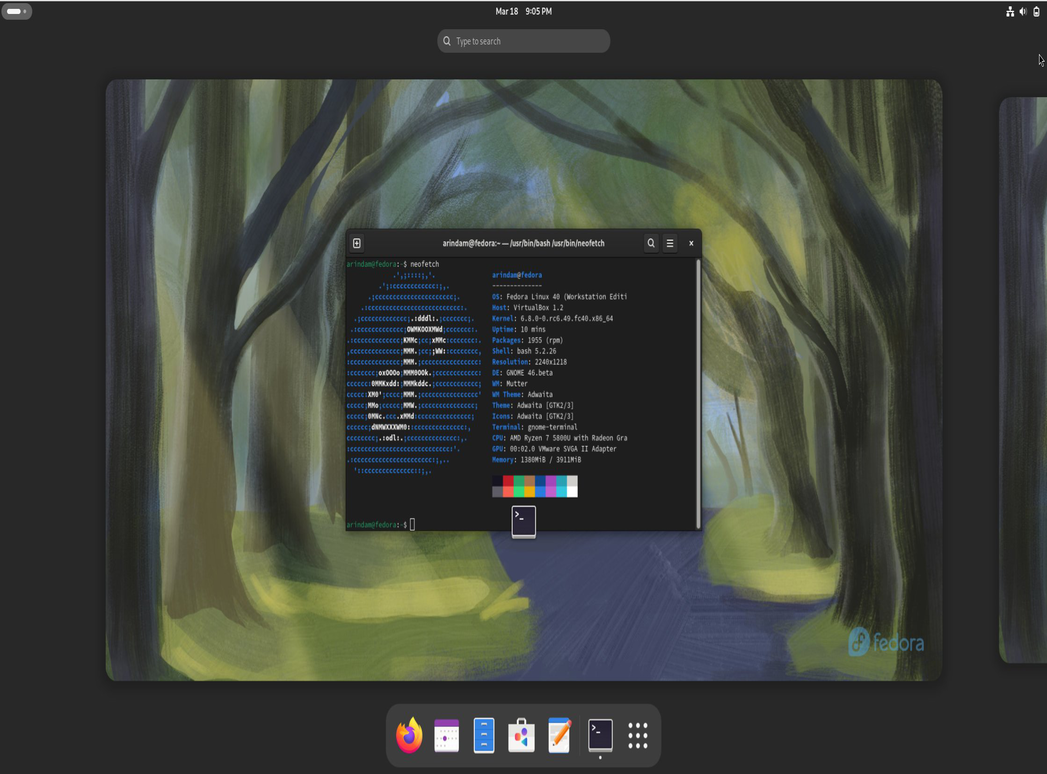 Mar 18 9:05 PM
Type to search
arindam@fedora:~ — /usr/bin/bash /usr/bin/neofetch
arindam@fedora:~$ neofetch
arindam@fedora
--------------
OS: Fedora Linux 40 (Workstation Editi
Host: VirtualBox 1.2
Kernel: 6.8.0-0.rc6.49.fc40.x86_64
Uptime: 10 mins
Packages: 1955 (rpm)
Shell: bash 5.2.26
Resolution: 2240x1218
DE: GNOME 46.beta
WM: Mutter
WM Theme: Adwaita
Theme: Adwaita [GTK2/3]
Icons: Adwaita [GTK2/3]
Terminal: gnome-terminal
CPU: AMD Ryzen 7 5800U with Radeon Gra
GPU: 00:02.0 VMware SVGA II Adapter
Memory: 1380MiB / 3911MiB
arindam@fedora:~$
fedora